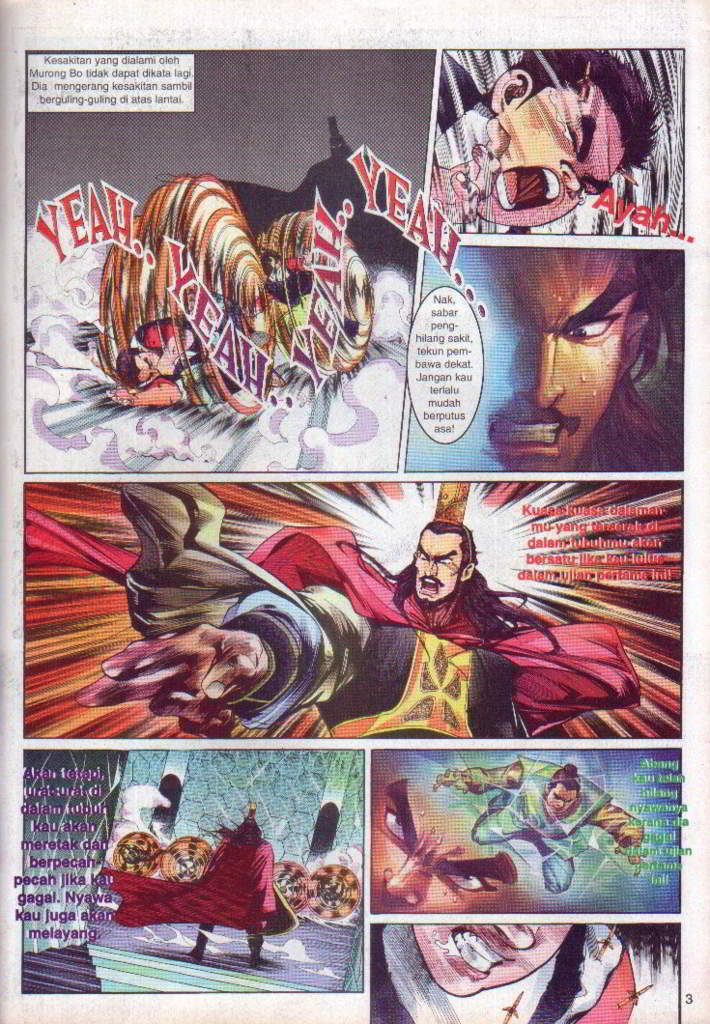 Kesakitan yang dialami oleh
Murong Bo tidak dapat dikata lagi.
Dia mengerang kesakitan sambil
berguling-guling di atas lantai.
YEAH..
YEAH..
YEAH..
YEAH...
Ayah...
Nak,
sabar
peng-
hilang sakit,
tekun pem-
bawa dekat.
Jangan kau
terlalu
mudah
berputus
asa!
Kuasa-kuasa dalaman
mu yang terserak di
dalam tubuhmu akan
bersatu jika kau lulus
dalam ujian pertama ini!
Akan tetapi,
urat-urat di
dalam tubuh
kau akan
meretak dan
berpecah-
pecah jika kau
gagal. Nyawa
kau juga akan
melayang.
Abang
kau telah
hilang
nyawanya
kerana dia
gagal
dalam ujian
pertama
ini!
3